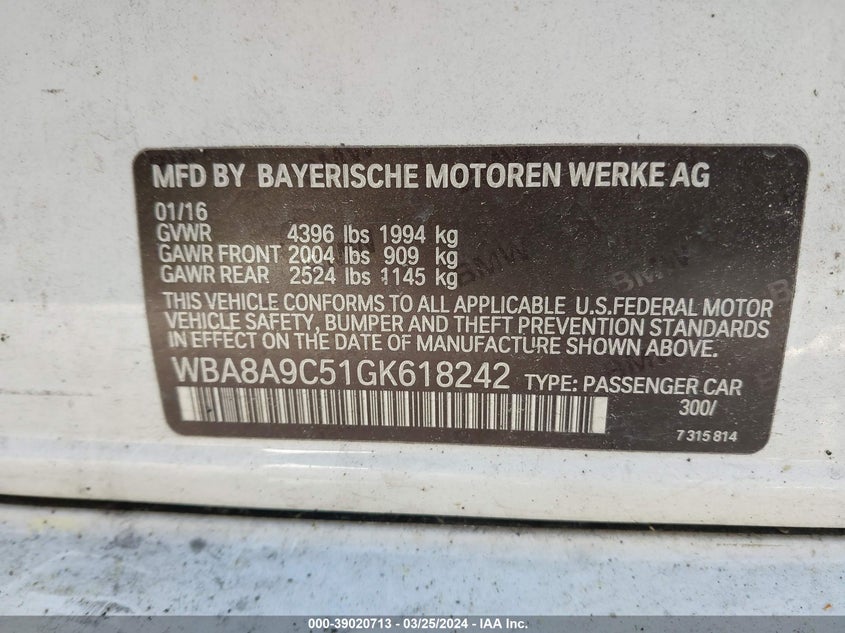 MFD BY BAYERISCHE MOTOREN WERKE AG
01/16
GVWR 4396 lbs 1994 kg
GAWR FRONT 2004 lbs 909 kg
GAWR REAR 2524 lbs 1145 kg
THIS VEHICLE CONFORMS TO ALL APPLICABLE U.S.FEDERAL MOTOR
VEHICLE SAFETY, BUMPER AND THEFT PREVENTION STANDARDS
IN EFFECT ON THE DATE OF MANUFACTURE SHOWN ABOVE.
WBA8A9C51GK618242 TYPE: PASSENGER CAR
300/
7 315 814
BMW
BMW
BMW
000-39020713 / 03/25/2024 / IAA Inc.